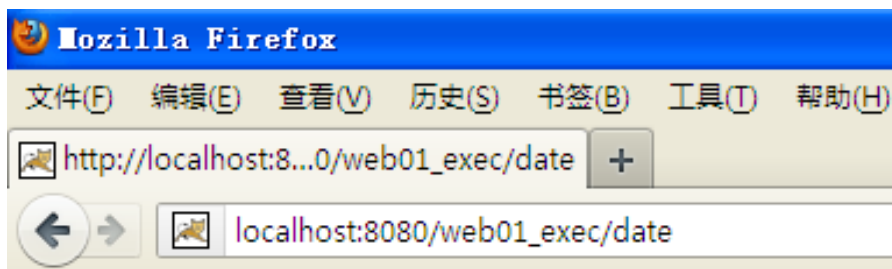 Mozilla Firefox
文件(F) 编辑(E) 查看(V) 历史(S) 书签(B) 工具(T) 帮助(H)
http://localhost:8...0/web01_exec/date +
localhost:8080/web01_exec/date